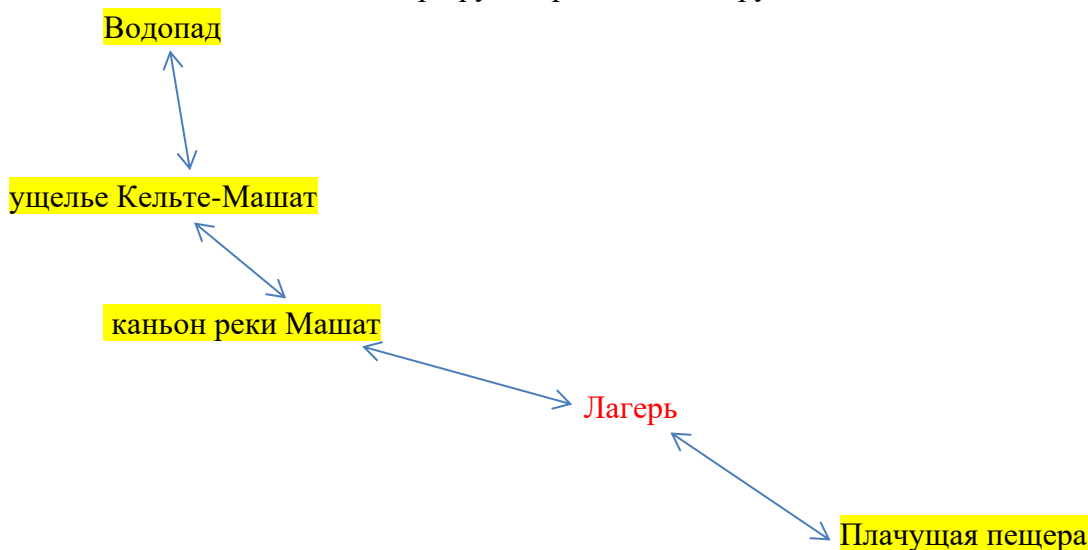 Водопад
ущелье Кельте-Машат
каньон реки Машат
Лагерь
Плачущая пещера